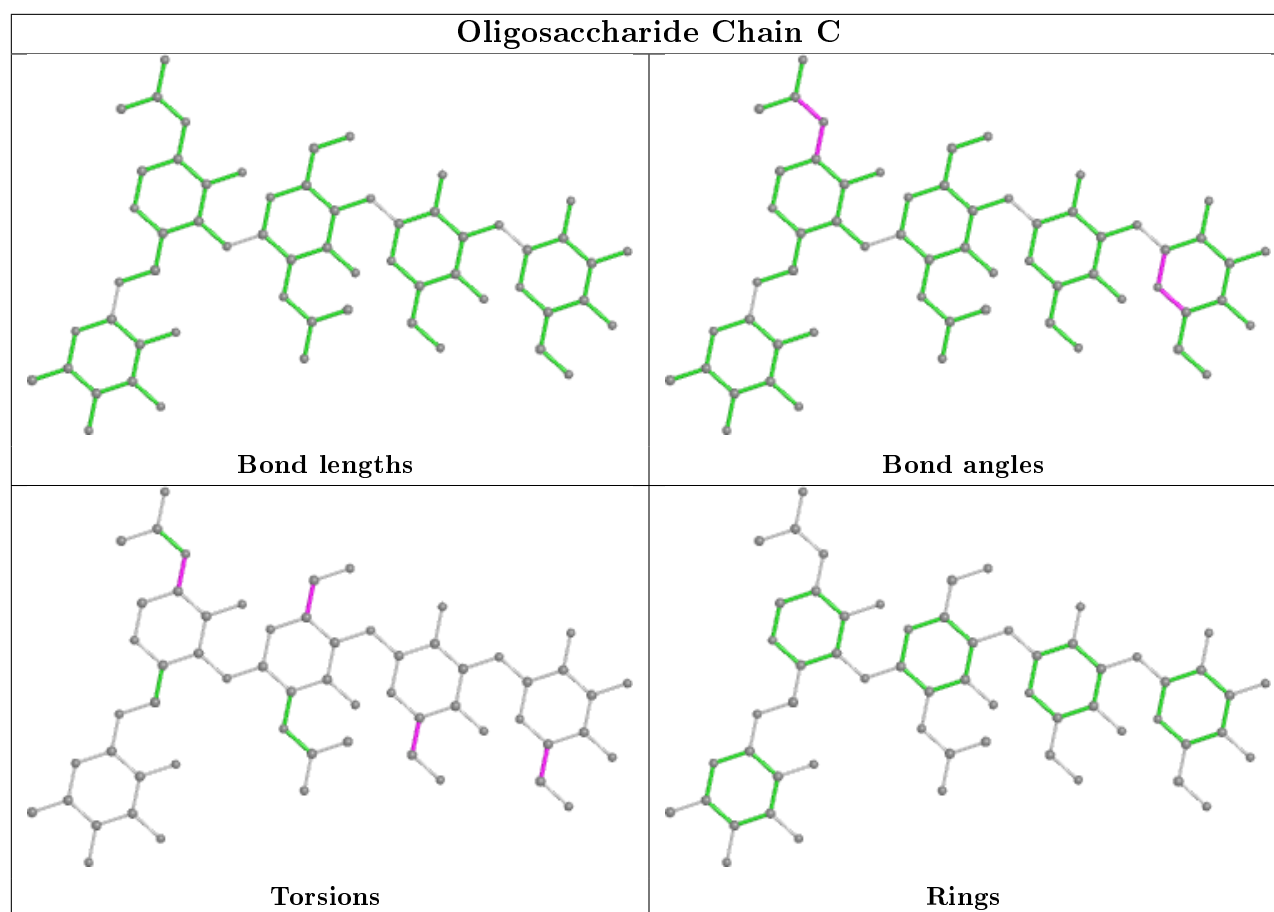 Oligosaccharide Chain C
Bond lengths
Bond angles
Torsions
Rings